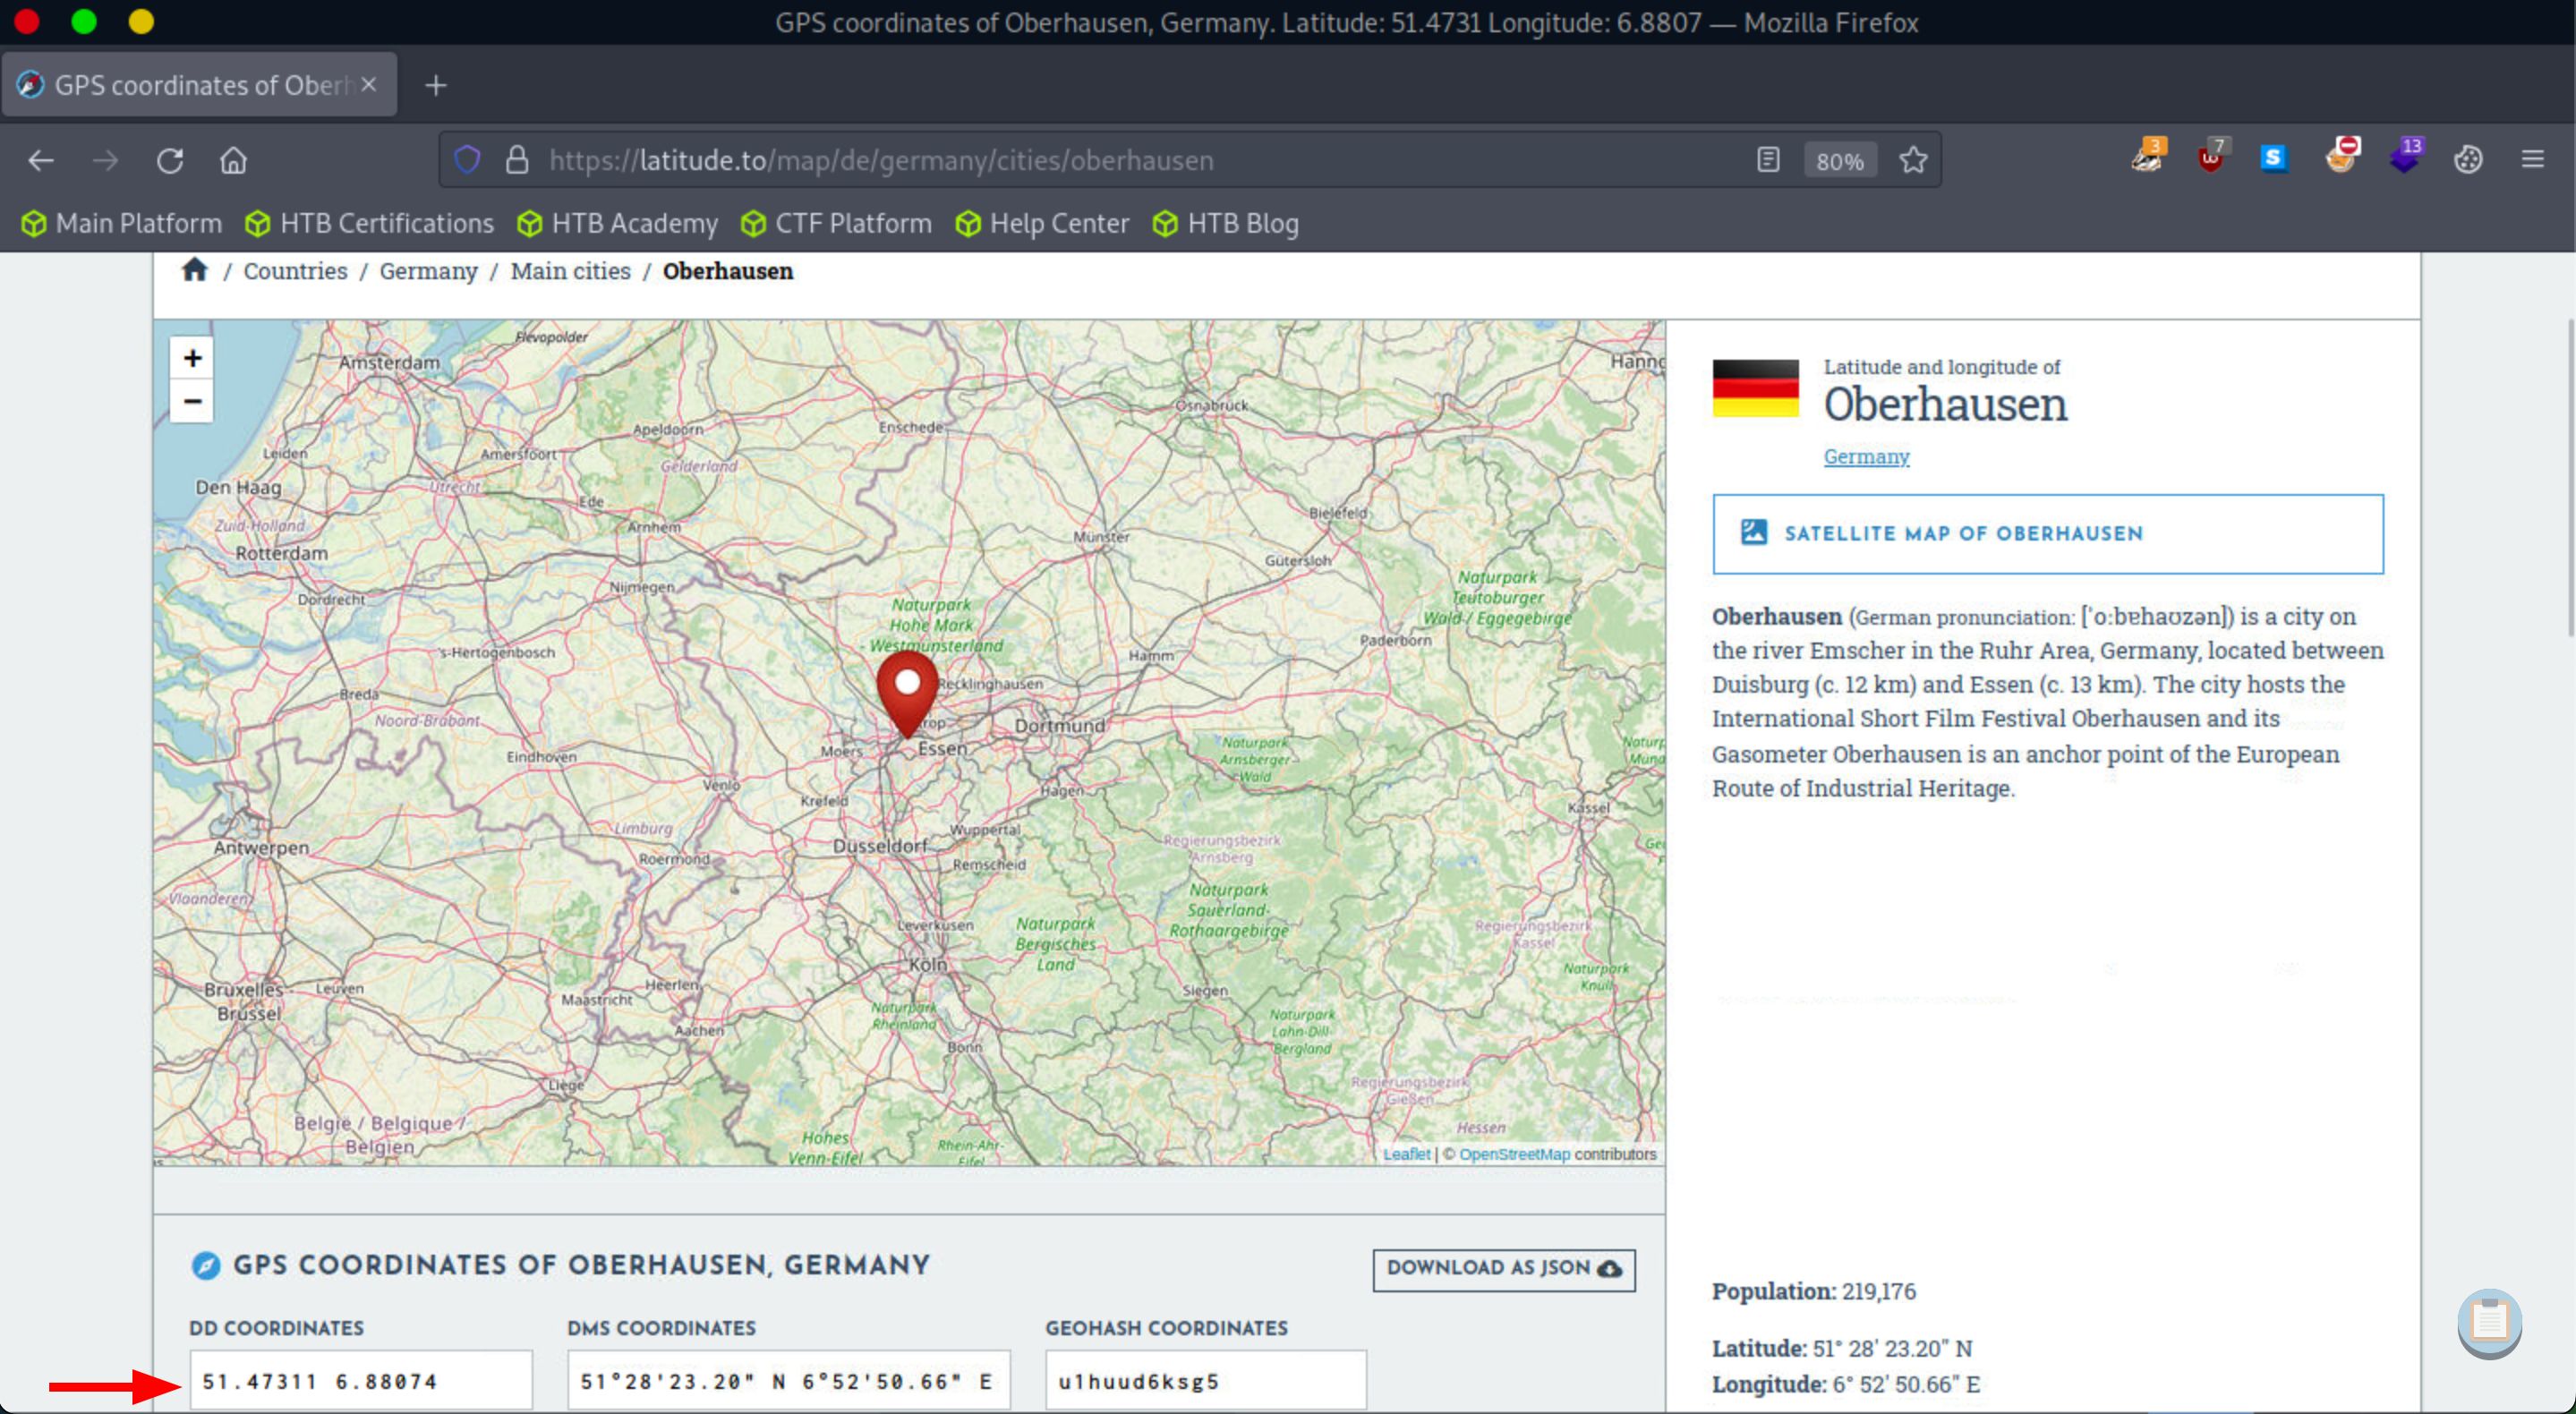 GPS coordinates of Oberhausen, Germany. Latitude: 51.4731 Longitude: 6.8807 — Mozilla Firefox
GPS coordinates of Oberh
https://latitude.to/map/de/germany/cities/oberhausen
80%
3
7
S
13
Main Platform
HTB Certifications
HTB Academy
CTF Platform
Help Center
HTB Blog
/ Countries / Germany / Main cities / Oberhausen
+
−
Flevopolder
Amsterdam
Hanno
Osnabrück
Enschede
Apeldoorn
Leiden
Amersfoort
Gelderland
Den Haag
Utrecht
Ede
Bielefeld
Zuid-Holland
Arnhem
Münster
Rotterdam
Gütersloh
Nijmegen
Naturpark
Teutoburger
Wald / Eggegebirge
Dordrecht
Naturpark
Hohe Mark
- Westmünsterland
Paderborn
's-Hertogenbosch
Hamm
Recklinghausen
Breda
Noord-Brabant
trop
Dortmund
Moers
Essen
Eindhoven
Naturpark
Arnsberger
Wald
Naturp
Münd
Venlo
Hagen
Krefeld
Kassel
Limburg
Wuppertal
Antwerpen
Düsseldorf
Regierungsbezirk
Arnsberg
Ge
Roermond
Remscheid
Vlaanderen
Naturpark
Sauerland-
Rothaargebirge
Leverkusen
Naturpark
Bergisches
Land
Regierungsbezirk
Kassel
Köln
Naturpark
Knüll
Bruxelles-
Brussel
Leuven
Heerlen
Maastricht
Siegen
Aachen
Naturpark
Rheinland
Naturpark
Lahn-Dill-
Bergland
Bonn
Liège
Regierungsbezirk
Gießen
België / Belgique /
Belgien
Hohes
Venn-Eifel
Rhein-Ahr-
Eifel
Hessen
Leaflet | © OpenStreetMap contributors
Latitude and longitude of
Oberhausen
Germany
SATELLITE MAP OF OBERHAUSEN
Oberhausen (German pronunciation: [ˈoːbɐhaʊzən]) is a city on
the river Emscher in the Ruhr Area, Germany, located between
Duisburg (c. 12 km) and Essen (c. 13 km). The city hosts the
International Short Film Festival Oberhausen and its
Gasometer Oberhausen is an anchor point of the European
Route of Industrial Heritage.
GPS COORDINATES OF OBERHAUSEN, GERMANY
DOWNLOAD AS JSON
DD COORDINATES
DMS COORDINATES
GEOHASH COORDINATES
51.47311 6.88074
51°28'23.20" N 6°52'50.66" E
u1huud6ksg5
Population: 219,176
Latitude: 51° 28' 23.20" N
Longitude: 6° 52' 50.66" E